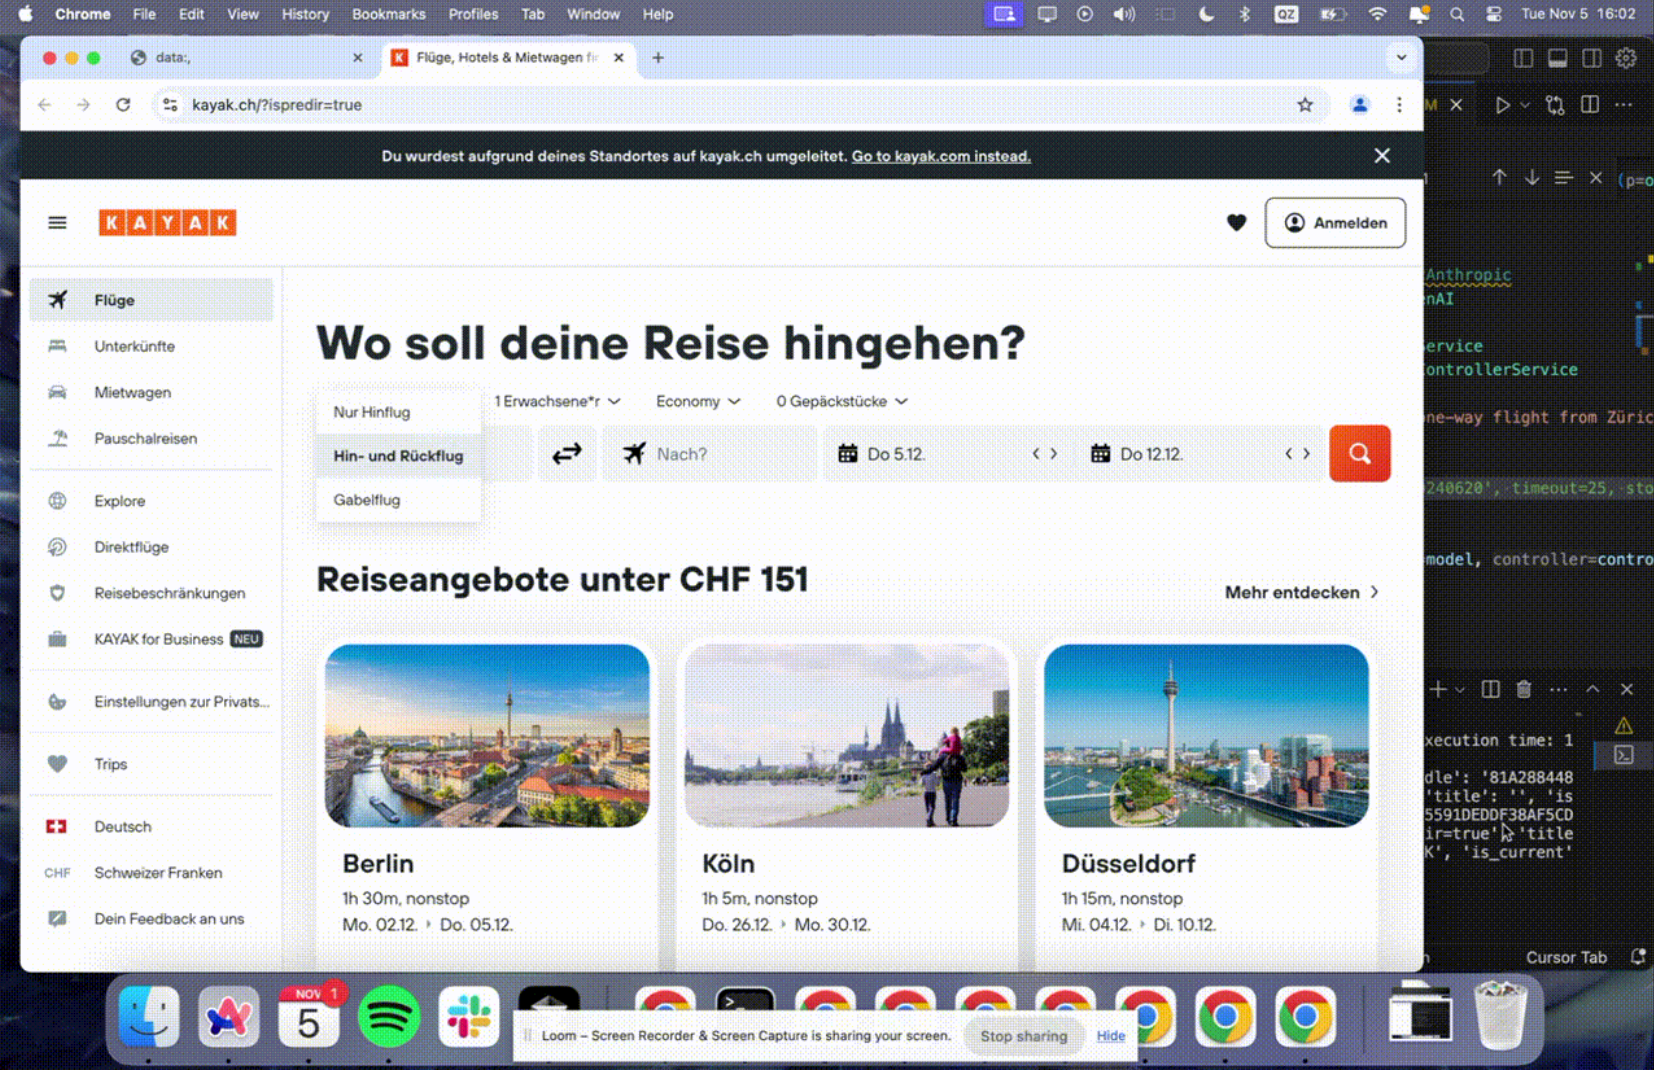 Chrome File Edit View History Bookmarks Profiles Tab Window Help QZ Tue Nov 5 16:02
data:, Flüge, Hotels & Mietwagen fi
kayak.ch/?ispredir=true
Du wurdest aufgrund deines Standortes auf kayak.ch umgeleitet. Go to kayak.com instead.
KAYAK
Anmelden
Flüge
Unterkünfte
Mietwagen
Pauschalreisen
Explore
Direktflüge
Reisebeschränkungen
KAYAK for Business NEU
Einstellungen zur Privats...
Trips
Deutsch
CHF Schweizer Franken
Dein Feedback an uns
Wo soll deine Reise hingehen?
Nur Hinflug
Hin- und Rückflug
Gabelflug
1 Erwachsene*r Economy 0 Gepäckstücke
Nach? Do 5.12. Do 12.12.
Reiseangebote unter CHF 151
Mehr entdecken
Berlin
1h 30m, nonstop
Mo. 02.12. Do. 05.12.
Köln
1h 5m, nonstop
Do. 26.12. Mo. 30.12.
Düsseldorf
1h 15m, nonstop
Mi. 04.12. Di. 10.12.
M
(p=o
Anthropic
nAI
ervice
ontrollerService
ne-way flight from Züric
240620', timeout=25, sto
model, controller=contro
xecution time: 1
dle': '81A288448
'title': '', 'is
5591DEDDF38AF5CD
ir=true' 'title
K', 'is_current'
Cursor Tab
NOV 1
5
Loom – Screen Recorder & Screen Capture is sharing your screen. Stop sharing Hide